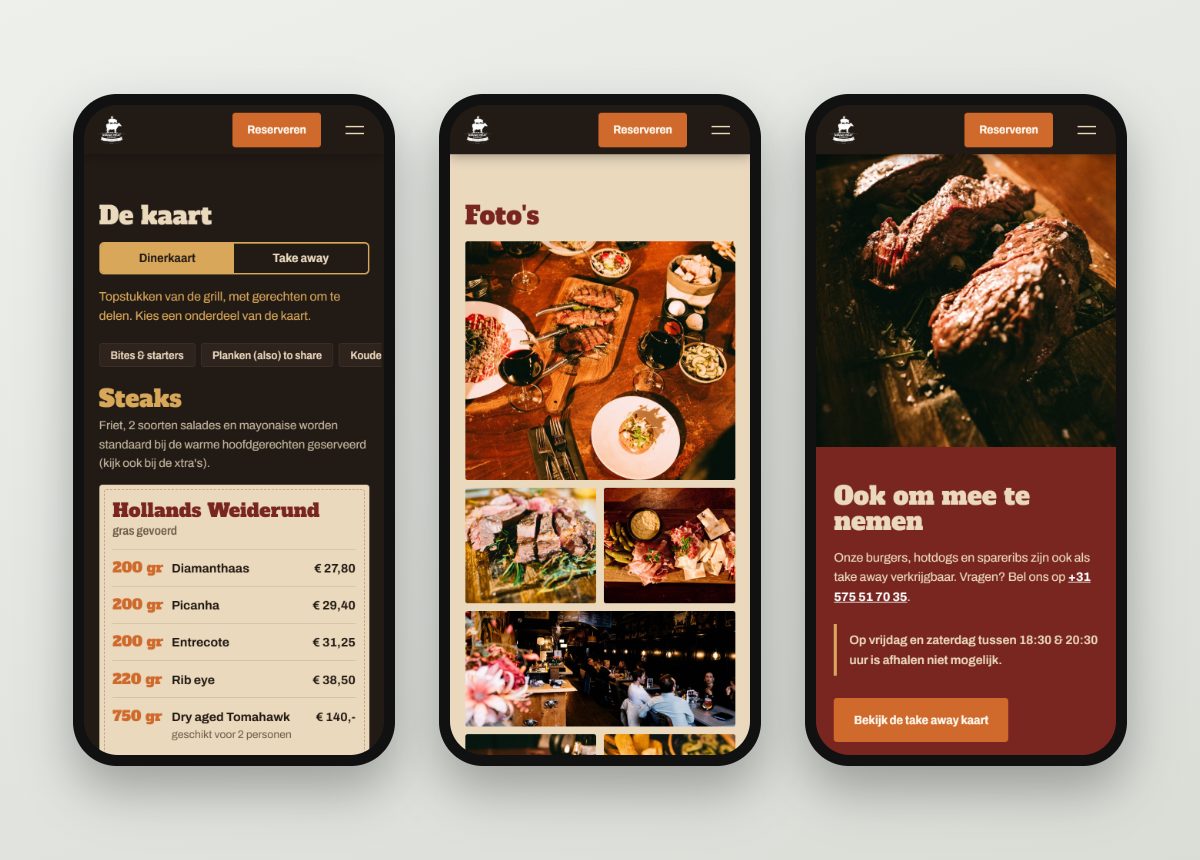 Reserveren
De kaart
Dinerkaart
Take away
Topstukken van de grill, met gerechten om te
delen. Kies een onderdeel van de kaart.
Bites & starters
Planken (also) to share
Koude
Steaks
Friet, 2 soorten salades en mayonaise worden
standaard bij de warme hoofdgerechten geserveerd
(kijk ook bij de xtra's).
Hollands Weiderund
gras gevoerd
200 gr Diamanthaas € 27,80
200 gr Picanha € 29,40
200 gr Entrecote € 31,25
220 gr Rib eye € 38,50
750 gr Dry aged Tomahawk € 140,-
geschikt voor 2 personen
Reserveren
Foto's
Reserveren
Ook om mee te
nemen
Onze burgers, hotdogs en spareribs zijn ook als
take away verkrijgbaar. Vragen? Bel ons op +31
575 51 70 35.
Op vrijdag en zaterdag tussen 18:30 & 20:30
uur is afhalen niet mogelijk.
Bekijk de take away kaart